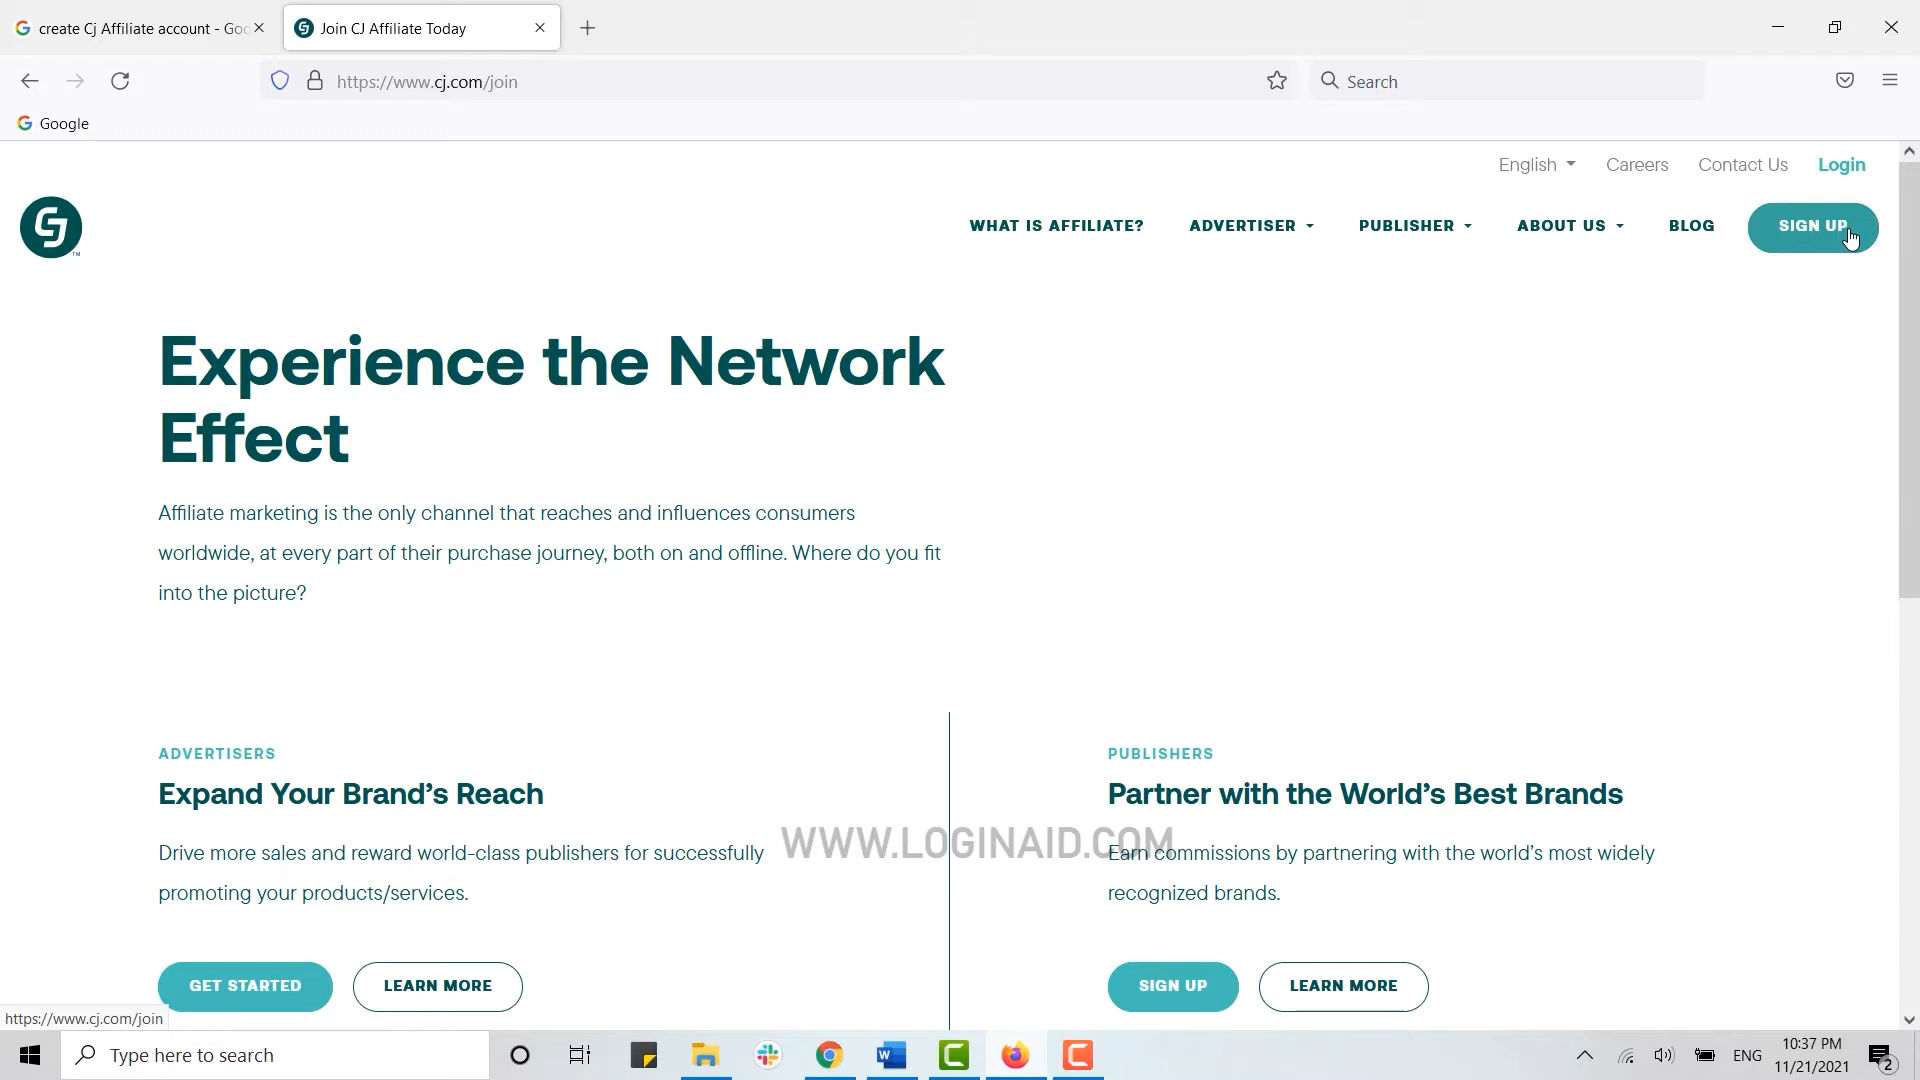 create Cj Affiliate account - Goo
Join CJ Affiliate Today
https://www.cj.com/join
Search
Google
English
Careers
Contact Us
Login
WHAT IS AFFILIATE?
ADVERTISER
PUBLISHER
ABOUT US
BLOG
SIGN UP
Experience the Network
Effect
Affiliate marketing is the only channel that reaches and influences consumers
worldwide, at every part of their purchase journey, both on and offline. Where do you fit
into the picture?
ADVERTISERS
Expand Your Brand’s Reach
Drive more sales and reward world-class publishers for successfully
promoting your products/services.
GET STARTED
LEARN MORE
PUBLISHERS
Partner with the World’s Best Brands
Earn commissions by partnering with the world’s most widely
recognized brands.
SIGN UP
LEARN MORE
WWW.LOGINAID.COM
https://www.cj.com/join
Type here to search
ENG
10:37 PM
11/21/2021
2